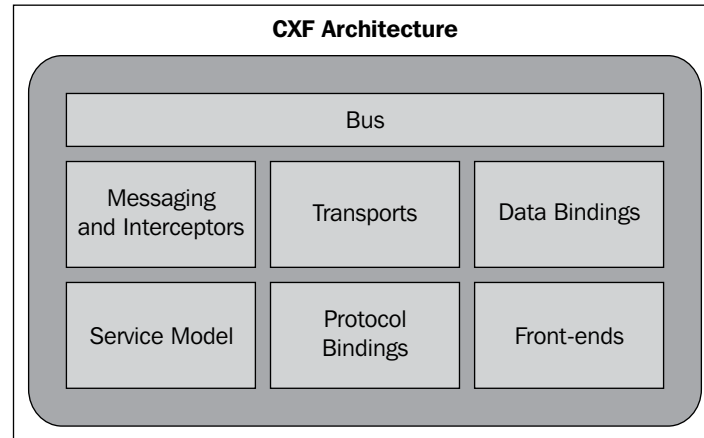 CXF Architecture
Bus
Messaging
and Interceptors
Transports
Data Bindings
Service Model
Protocol
Bindings
Front-ends